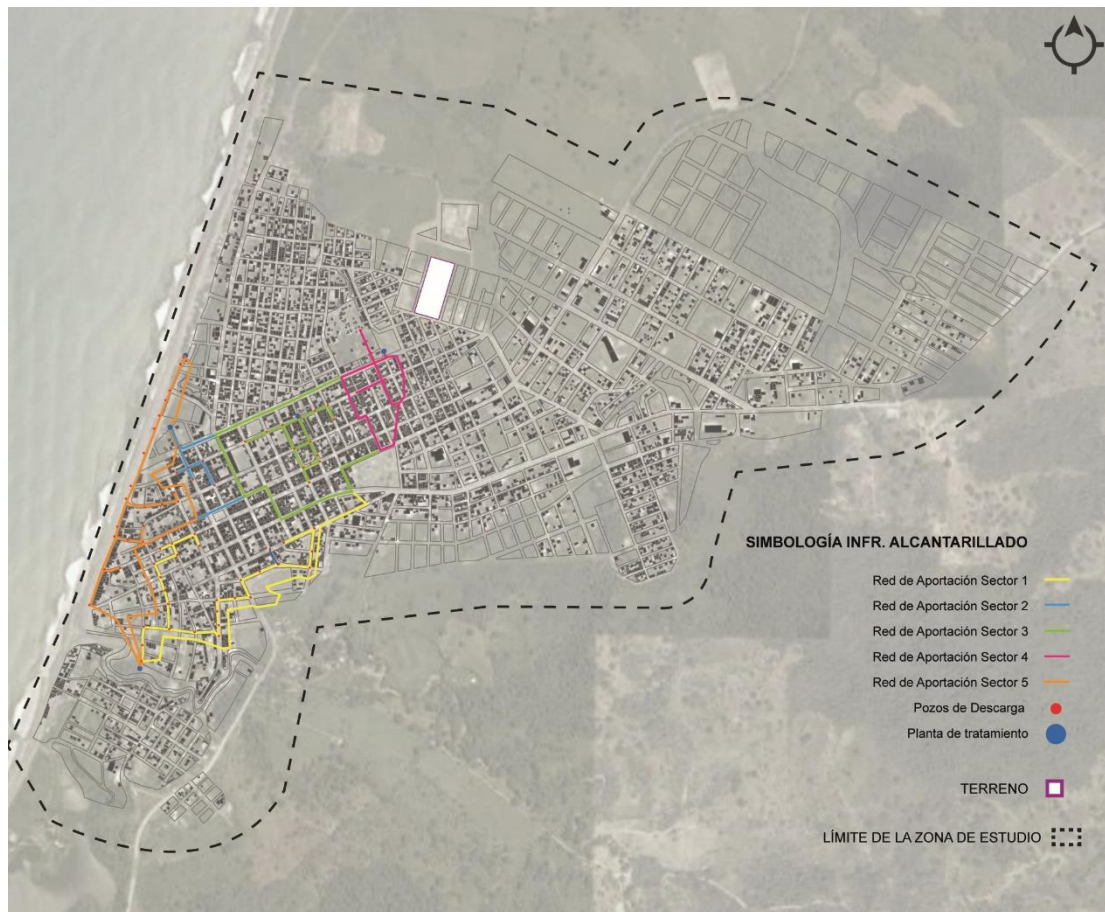 SIMBOLOGÍA INFR. ALCANTARILLADO
Red de Aportación Sector 1
Red de Aportación Sector 2
Red de Aportación Sector 3
Red de Aportación Sector 4
Red de Aportación Sector 5
Pozos de Descarga
Planta de tratamiento
TERRENO
LÍMITE DE LA ZONA DE ESTUDIO